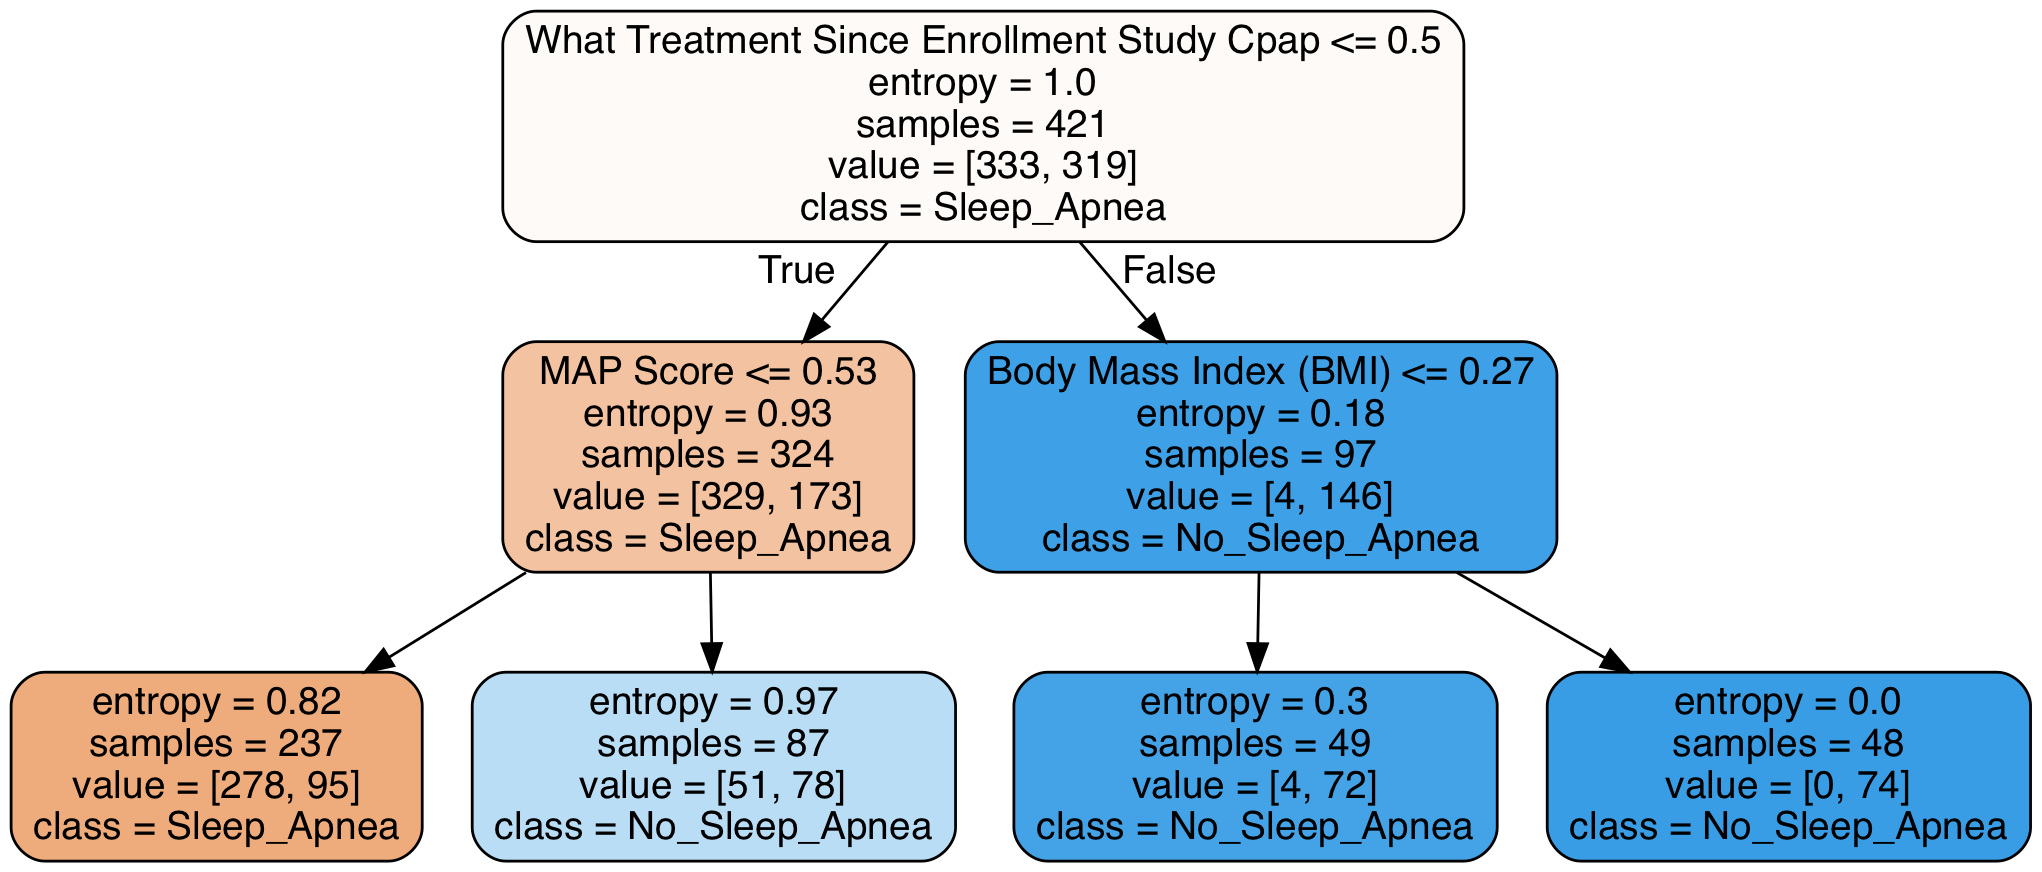 What Treatment Since Enrollment Study Cpap <= 0.5
entropy = 1.0
samples = 421
value = [333, 319]
class = Sleep_Apnea
True
False
MAP Score <= 0.53
entropy = 0.93
samples = 324
value = [329, 173]
class = Sleep_Apnea
Body Mass Index (BMI) <= 0.27
entropy = 0.18
samples = 97
value = [4, 146]
class = No_Sleep_Apnea
entropy = 0.82
samples = 237
value = [278, 95]
class = Sleep_Apnea
entropy = 0.97
samples = 87
value = [51, 78]
class = No_Sleep_Apnea
entropy = 0.3
samples = 49
value = [4, 72]
class = No_Sleep_Apnea
entropy = 0.0
samples = 48
value = [0, 74]
class = No_Sleep_Apnea